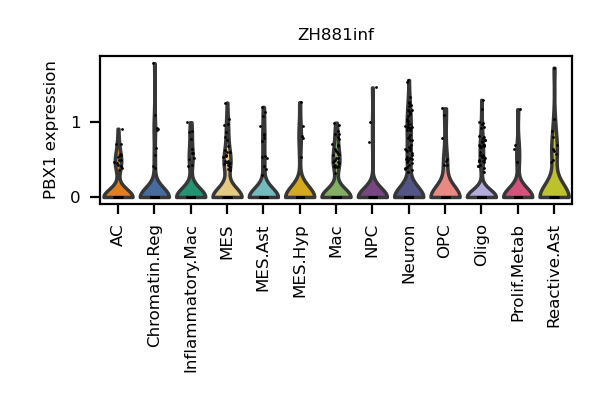 ZH881inf
PBX1 expression
1
0
AC
Chromatin.Reg
Inflammatory.Mac
MES
MES.Ast
MES.Hyp
Mac
NPC
Neuron
OPC
Oligo
Prolif.Metab
Reactive.Ast